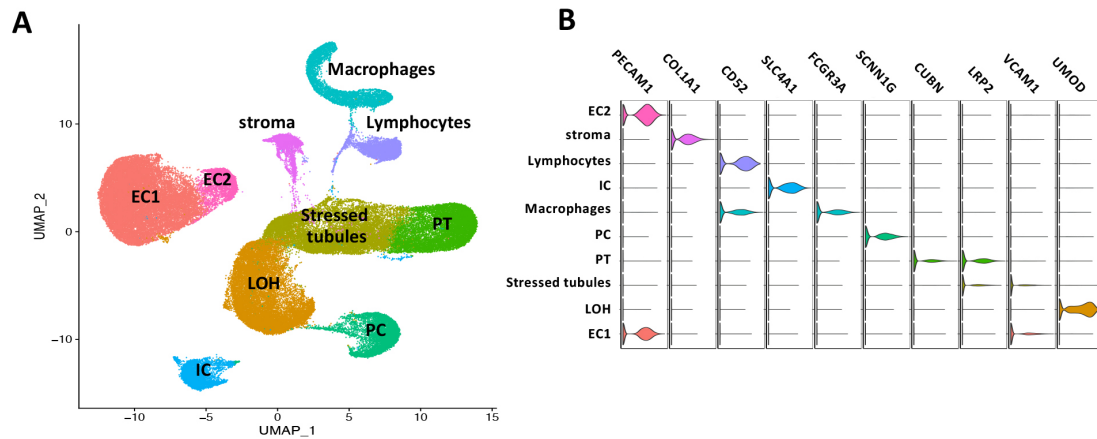 A
Macrophages
stroma
Lymphocytes
EC1
EC2
Stressed
tubules
PT
LOH
PC
IC
UMAP_2
10
0
−10
−10
−5
0
5
10
15
UMAP_1
B
PECAM1
COL1A1
CD52
SLC4A1
FCGR3A
SCNN1G
CUBN
LRP2
VCAM1
UMOD
EC2
stroma
Lymphocytes
IC
Macrophages
PC
PT
Stressed tubules
LOH
EC1